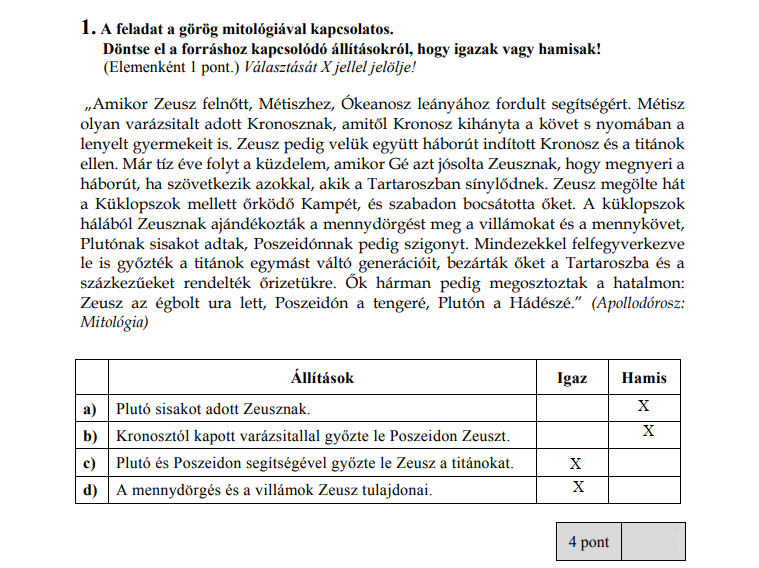 1. A feladat a görög mitológiával kapcsolatos.
Döntse el a forráshoz kapcsolódó állításokról, hogy igazak vagy hamisak!
(Elemenként 1 pont.) Választását X jellel jelölje!
„Amikor Zeusz felnőtt, Métiszhez, Ókeanosz leányához fordult segítségért. Métisz
olyan varázsitalt adott Kronosznak, amitől Kronosz kihányta a követ s nyomában a
lenyelt gyermekeit is. Zeusz pedig velük együtt háborút indított Kronosz és a titánok
ellen. Már tíz éve folyt a küzdelem, amikor Gé azt jósolta Zeusznak, hogy megnyeri a
háborút, ha szövetkezik azokkal, akik a Tartaroszban sínylődnek. Zeusz megölte hát
a Küklopszok mellett őrködő Kampét, és szabadon bocsátotta őket. A küklopszok
hálából Zeusznak ajándékozták a mennydörgést meg a villámokat és a mennykövet,
Plutónak sisakot adtak, Poszeidónnak pedig szigonyt. Mindezekkel felfegyverkezve
le is győzték a titánok egymást váltó generációit, bezárták őket a Tartaroszba és a
százkezűeket rendelték őrizetükre. Ők hárman pedig megosztoztak a hatalmon:
Zeusz az égbolt ura lett, Poszeidón a tengeré, Plutón a Hádészé.” (Apollodórosz:
Mitológia)
Állítások Igaz Hamis
a) Plutó sisakot adott Zeusznak. X
b) Kronosztól kapott varázsitallal győzte le Poszeidon Zeuszt. X
c) Plutó és Poszeidon segítségével győzte le Zeusz a titánokat. X
d) A mennydörgés és a villámok Zeusz tulajdonai. X
4 pont